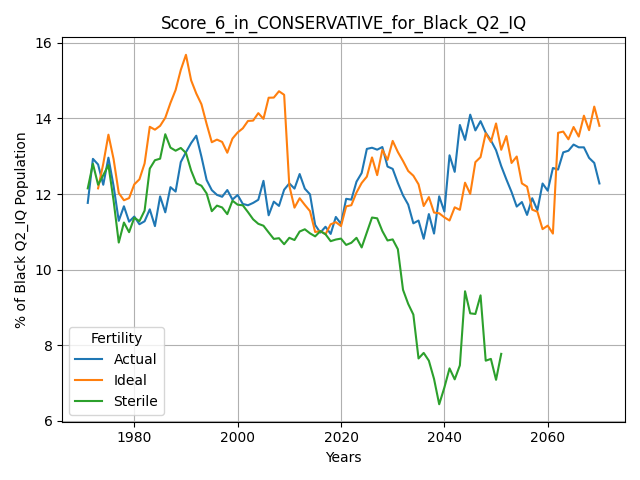 Score_6_in_CONSERVATIVE_for_Black_Q2_IQ
% of Black Q2_IQ Population
16
14
12
10
8
6
Fertility
Actual
Ideal
Sterile
1980
2000
2020
2040
2060
Years